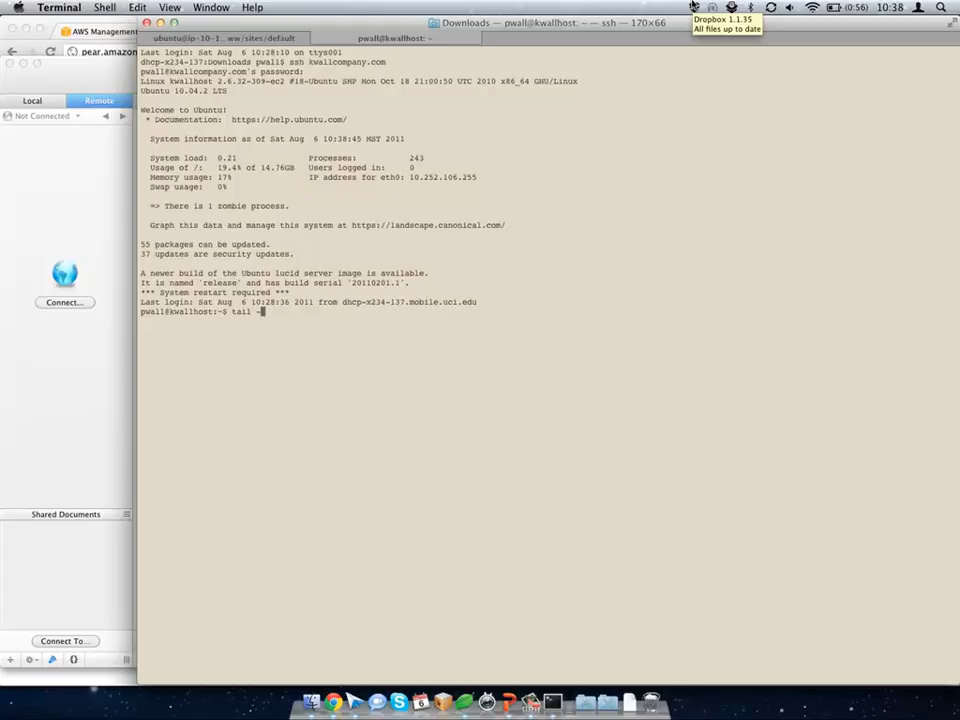 Terminal Shell Edit View Window Help
(0:56) 10:38
Dropbox 1.1.35
All files up to date
AWS Managemen
pear.amazon
Local Remote
Not Connected
Connect...
Shared Documents
Connect To...
Downloads — pwall@kwallhost: ~ — ssh — 170×66
ubuntu@ip-10-1 ...ww/sites/default
pwall@kwallhost: ~
Last login: Sat Aug 6 10:28:10 on ttys001
dhcp-x234-137:Downloads pwall$ ssh kwallcompany.com
pwall@kwallcompany.com's password:
Linux kwallhost 2.6.32-309-ec2 #18-Ubuntu SMP Mon Oct 18 21:00:50 UTC 2010 x86_64 GNU/Linux
Ubuntu 10.04.2 LTS
Welcome to Ubuntu!
* Documentation: https://help.ubuntu.com/
System information as of Sat Aug 6 10:38:45 MST 2011
System load: 0.21 Processes: 243
Usage of /: 19.4% of 14.76GB Users logged in: 0
Memory usage: 17% IP address for eth0: 10.252.106.255
Swap usage: 0%
=> There is 1 zombie process.
Graph this data and manage this system at https://landscape.canonical.com/
55 packages can be updated.
37 updates are security updates.
A newer build of the Ubuntu lucid server image is available.
It is named 'release' and has build serial '20110201.1'.
*** System restart required ***
Last login: Sat Aug 6 10:28:36 2011 from dhcp-x234-137.mobile.uci.edu
pwall@kwallhost:~$ tail -